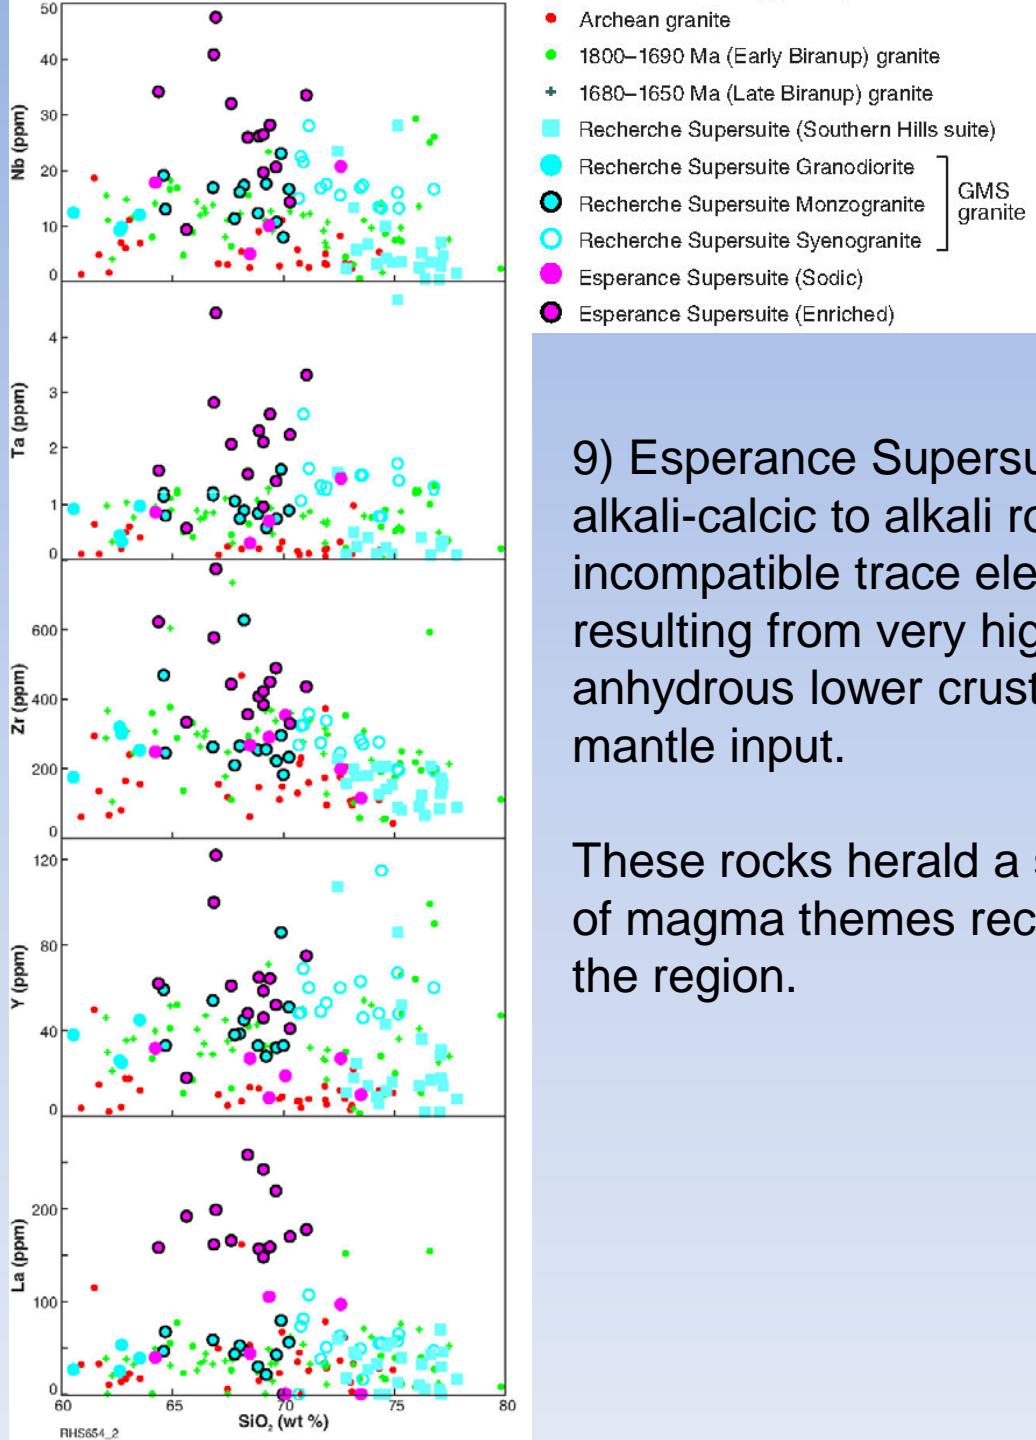 50
40
30
20
10
0
Nb (ppm)
4
3
2
1
0
Ta (ppm)
600
400
200
0
Zr (ppm)
120
80
40
0
Y (ppm)
200
100
0
La (ppm)
60 65 70 75 80
SiO₂ (wt %)
RHS654_2
Archean granite
1800–1690 Ma (Early Biranup) granite
1680–1650 Ma (Late Biranup) granite
Recherche Supersuite (Southern Hills suite)
Recherche Supersuite Granodiorite
Recherche Supersuite Monzogranite
Recherche Supersuite Syenogranite
GMS
granite
Esperance Supersuite (Sodic)
Esperance Supersuite (Enriched)
9) Esperance Supersu
alkali-calcic to alkali ro
incompatible trace ele
resulting from very hig
anhydrous lower crust
mantle input.
These rocks herald a s
of magma themes rec
the region.